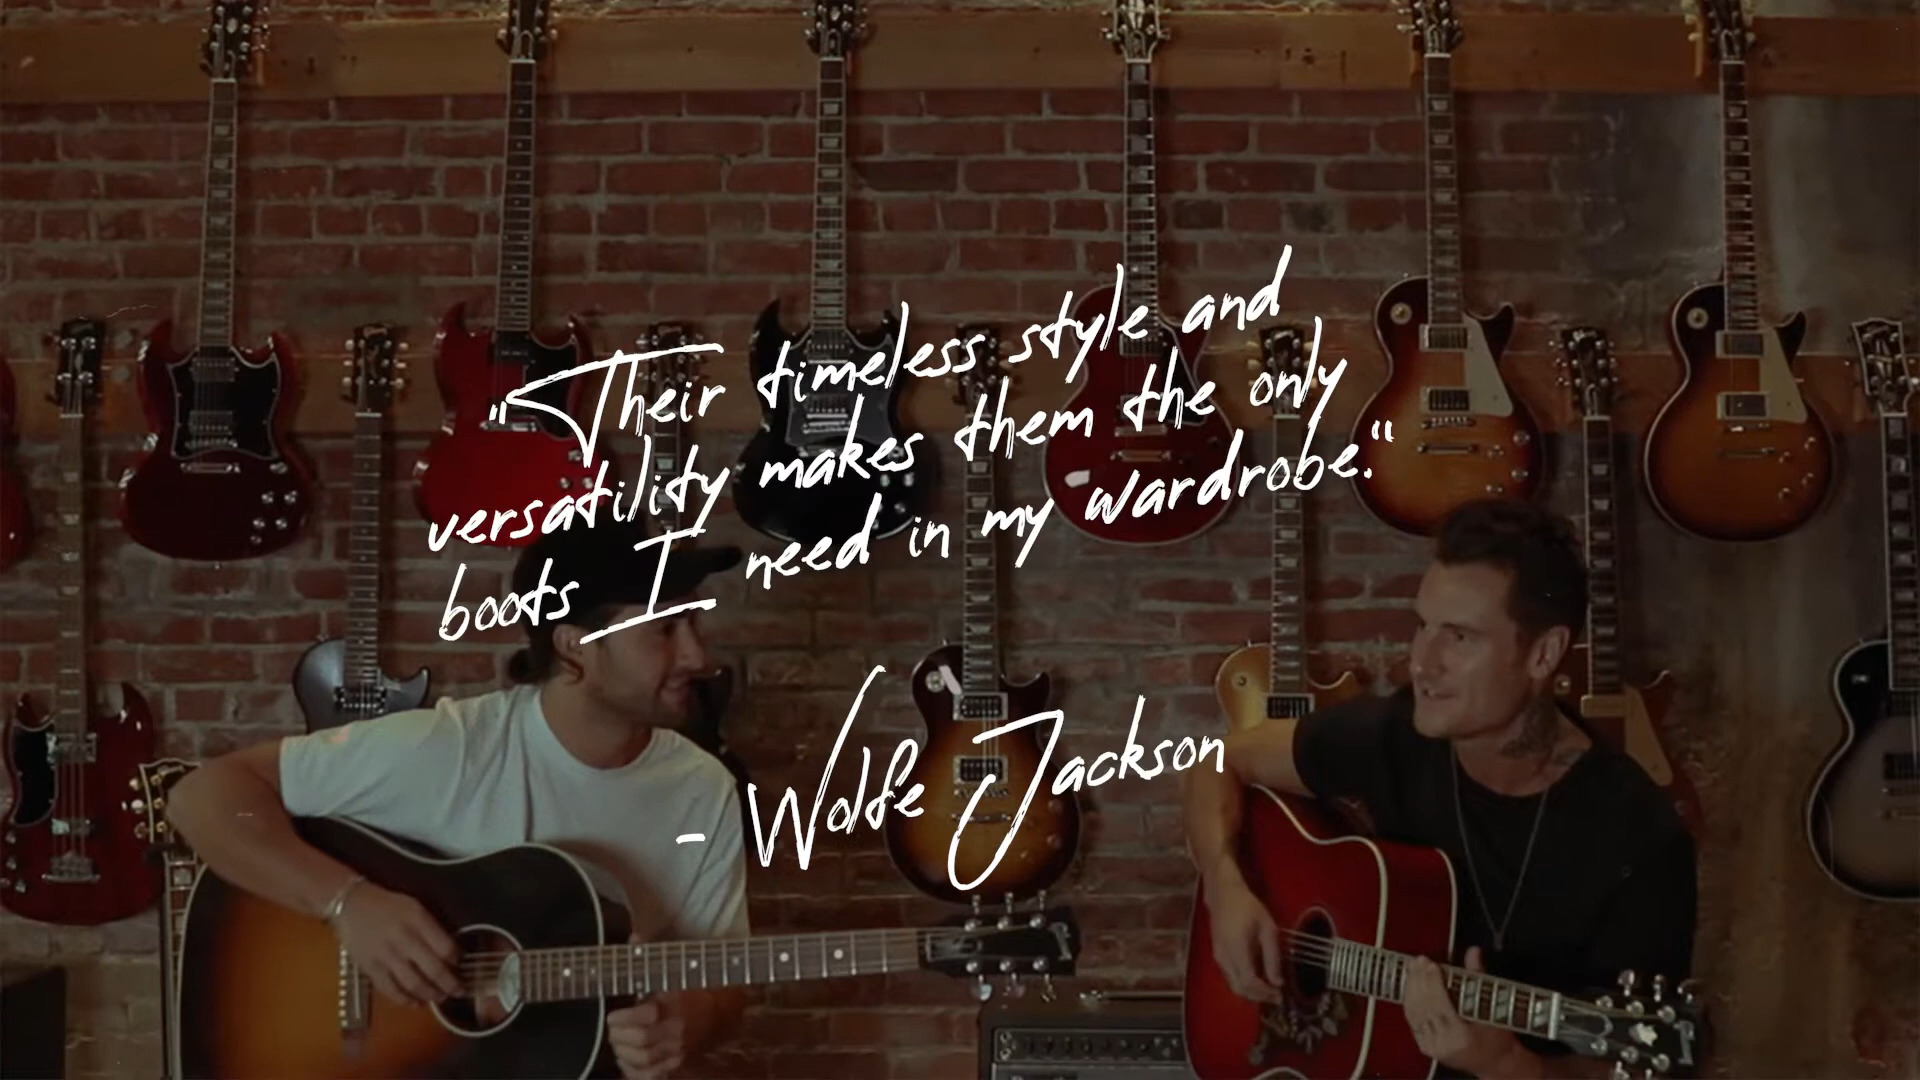 "Their timeless style and
versatility makes them the only
boots I need in my wardrobe."
- Wolfe Jackson